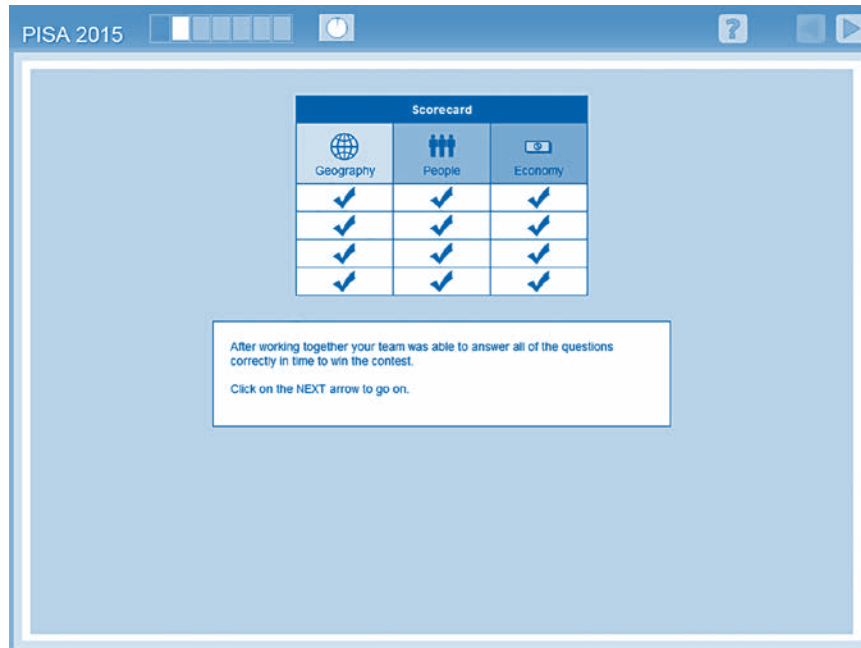 PISA 2015
?
Scorecard
Geography People Economy
After working together your team was able to answer all of the questions
correctly in time to win the contest.
Click on the NEXT arrow to go on.